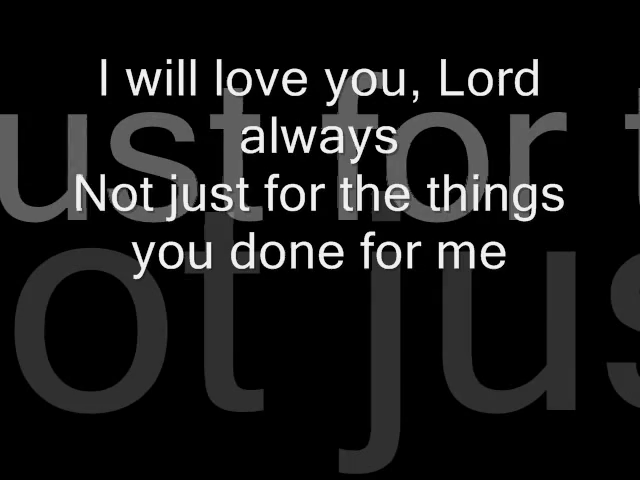 I will love you, Lord
always
Not just for the things
you done for me
ust for t
ot jus